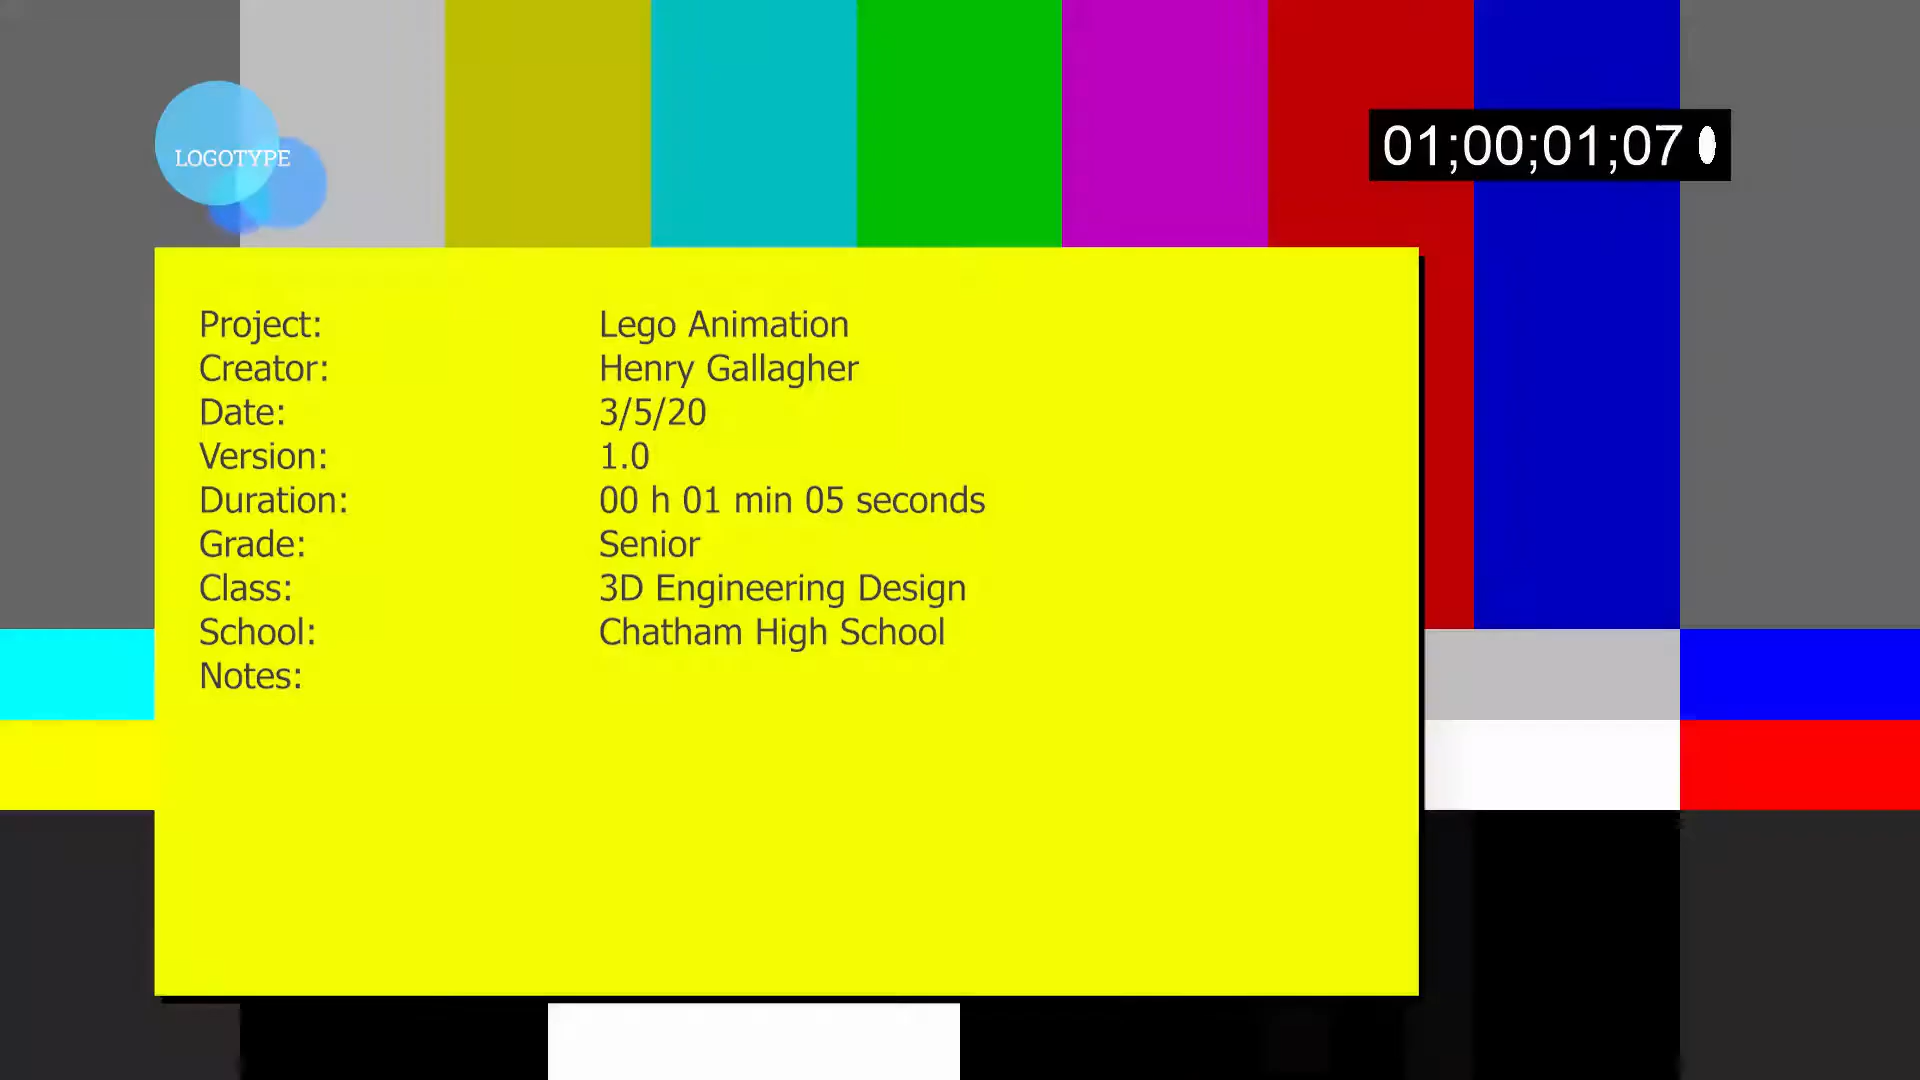 LOGOTYPE
01;00;01;07
Project: Lego Animation
Creator: Henry Gallagher
Date: 3/5/20
Version: 1.0
Duration: 00 h 01 min 05 seconds
Grade: Senior
Class: 3D Engineering Design
School: Chatham High School
Notes: